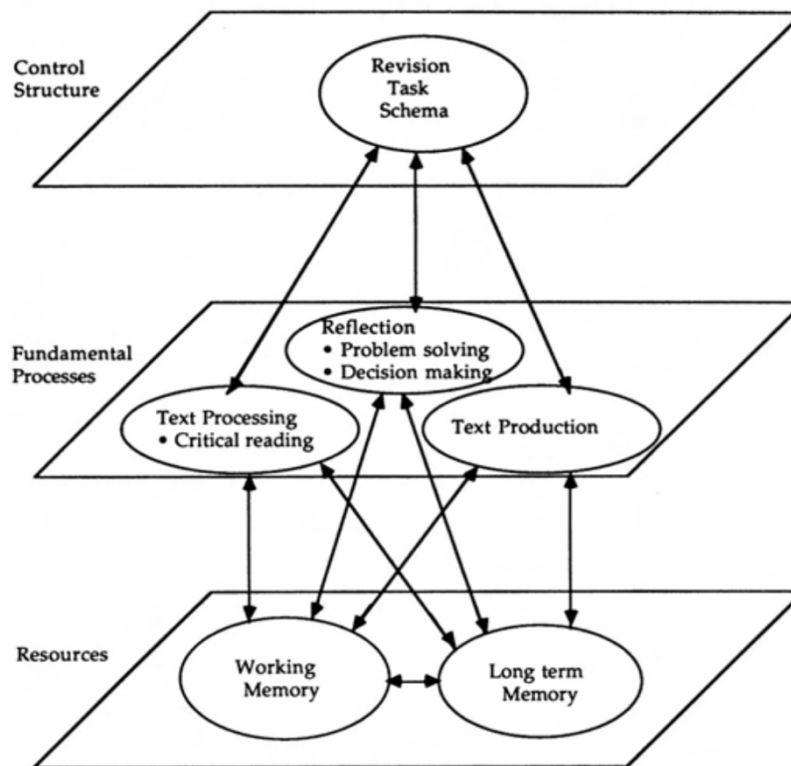 Control
Structure
Revision
Task
Schema
Fundamental
Processes
Reflection
• Problem solving
• Decision making
Text Processing
• Critical reading
Text Production
Resources
Working
Memory
Long term
Memory